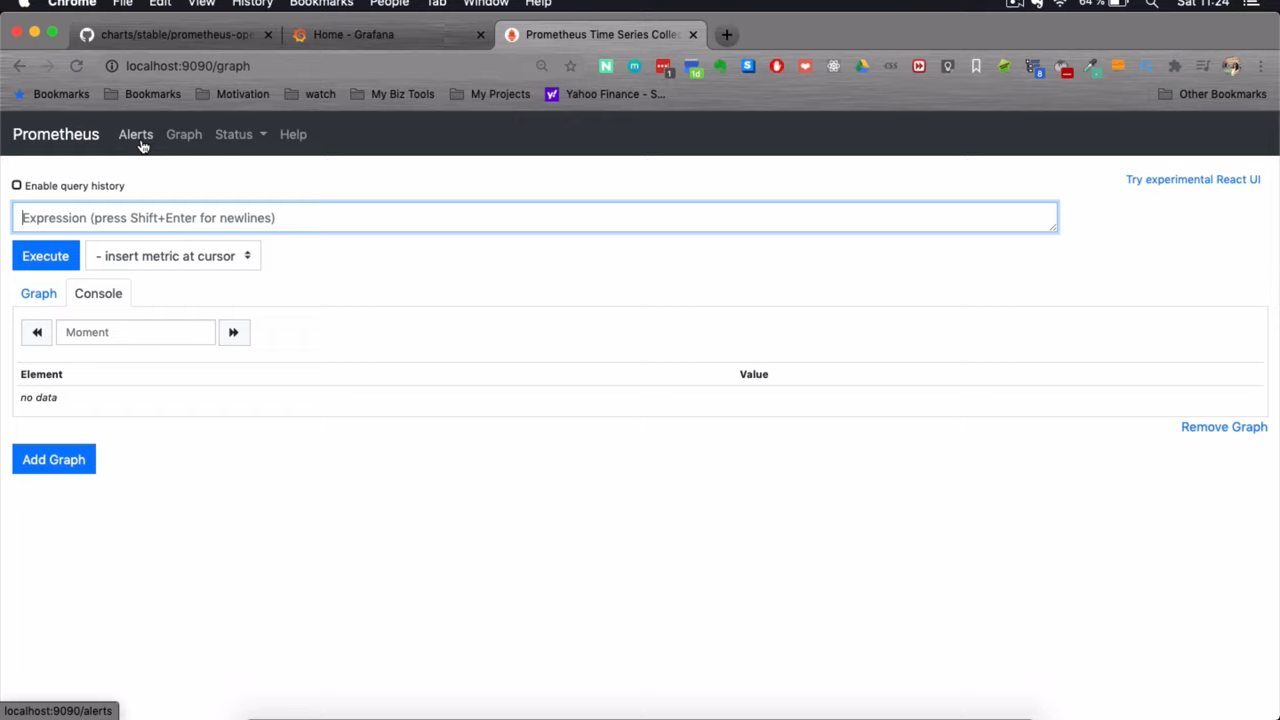 Chrome File Edit View History Bookmarks People Tab Window Help 64% Sat 11:24
charts/stable/prometheus-ope Home - Grafana Prometheus Time Series Collec
localhost:9090/graph
Bookmarks Bookmarks Motivation watch My Biz Tools My Projects Yahoo Finance - S... Other Bookmarks
Prometheus Alerts Graph Status Help
Enable query history Try experimental React UI
Expression (press Shift+Enter for newlines)
Execute - insert metric at cursor
Graph Console
Moment
Element Value
no data
Remove Graph
Add Graph
localhost:9090/alerts